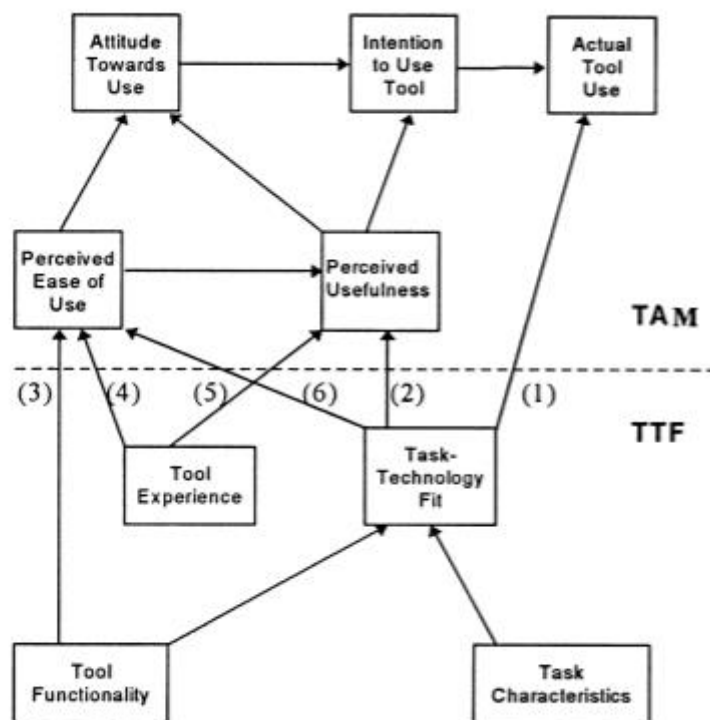 Attitude
Towards
Use
Intention
to Use
Tool
Actual
Tool
Use
Perceived
Ease of
Use
Perceived
Usefulness
TAM
(3)
(4)
(5)
(6)
(2)
(1)
TTF
Tool
Experience
Task-
Technology
Fit
Tool
Functionality
Task
Characteristics